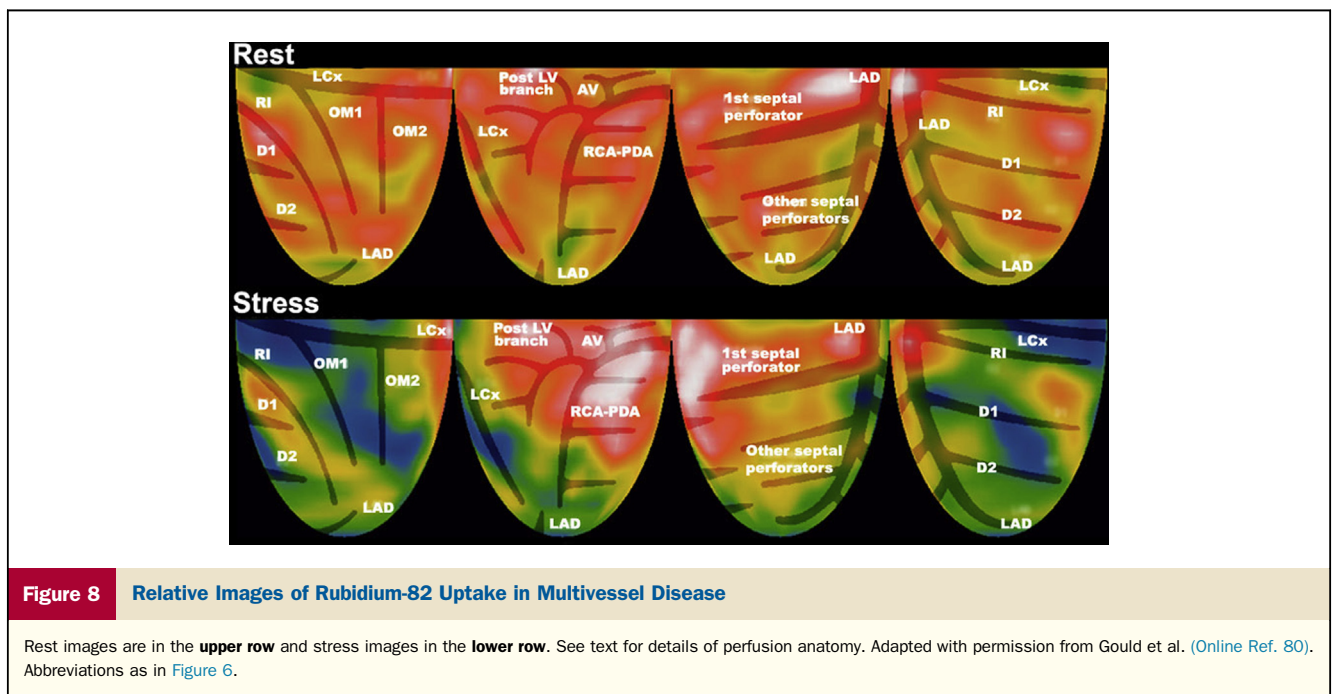 Rest
LCx
RI
OM1
OM2
D1
D2
LAD
Post LV
branch
AV
LCx
RCA-PDA
LAD
LAD
1st septal
perforator
Other septal
perforators
LAD
LCx
RI
LAD
D1
D2
LAD
Stress
LCx
RI
OM1
OM2
D1
D2
LAD
Post LV
branch
AV
LCx
RCA-PDA
LAD
LAD
1st septal
perforator
Other septal
perforators
LCx
RI
D1
D2
LAD
Figure 8
Relative Images of Rubidium-82 Uptake in Multivessel Disease
Rest images are in the upper row and stress images in the lower row. See text for details of perfusion anatomy. Adapted with permission from Gould et al. (Online Ref. 80).
Abbreviations as in Figure 6.